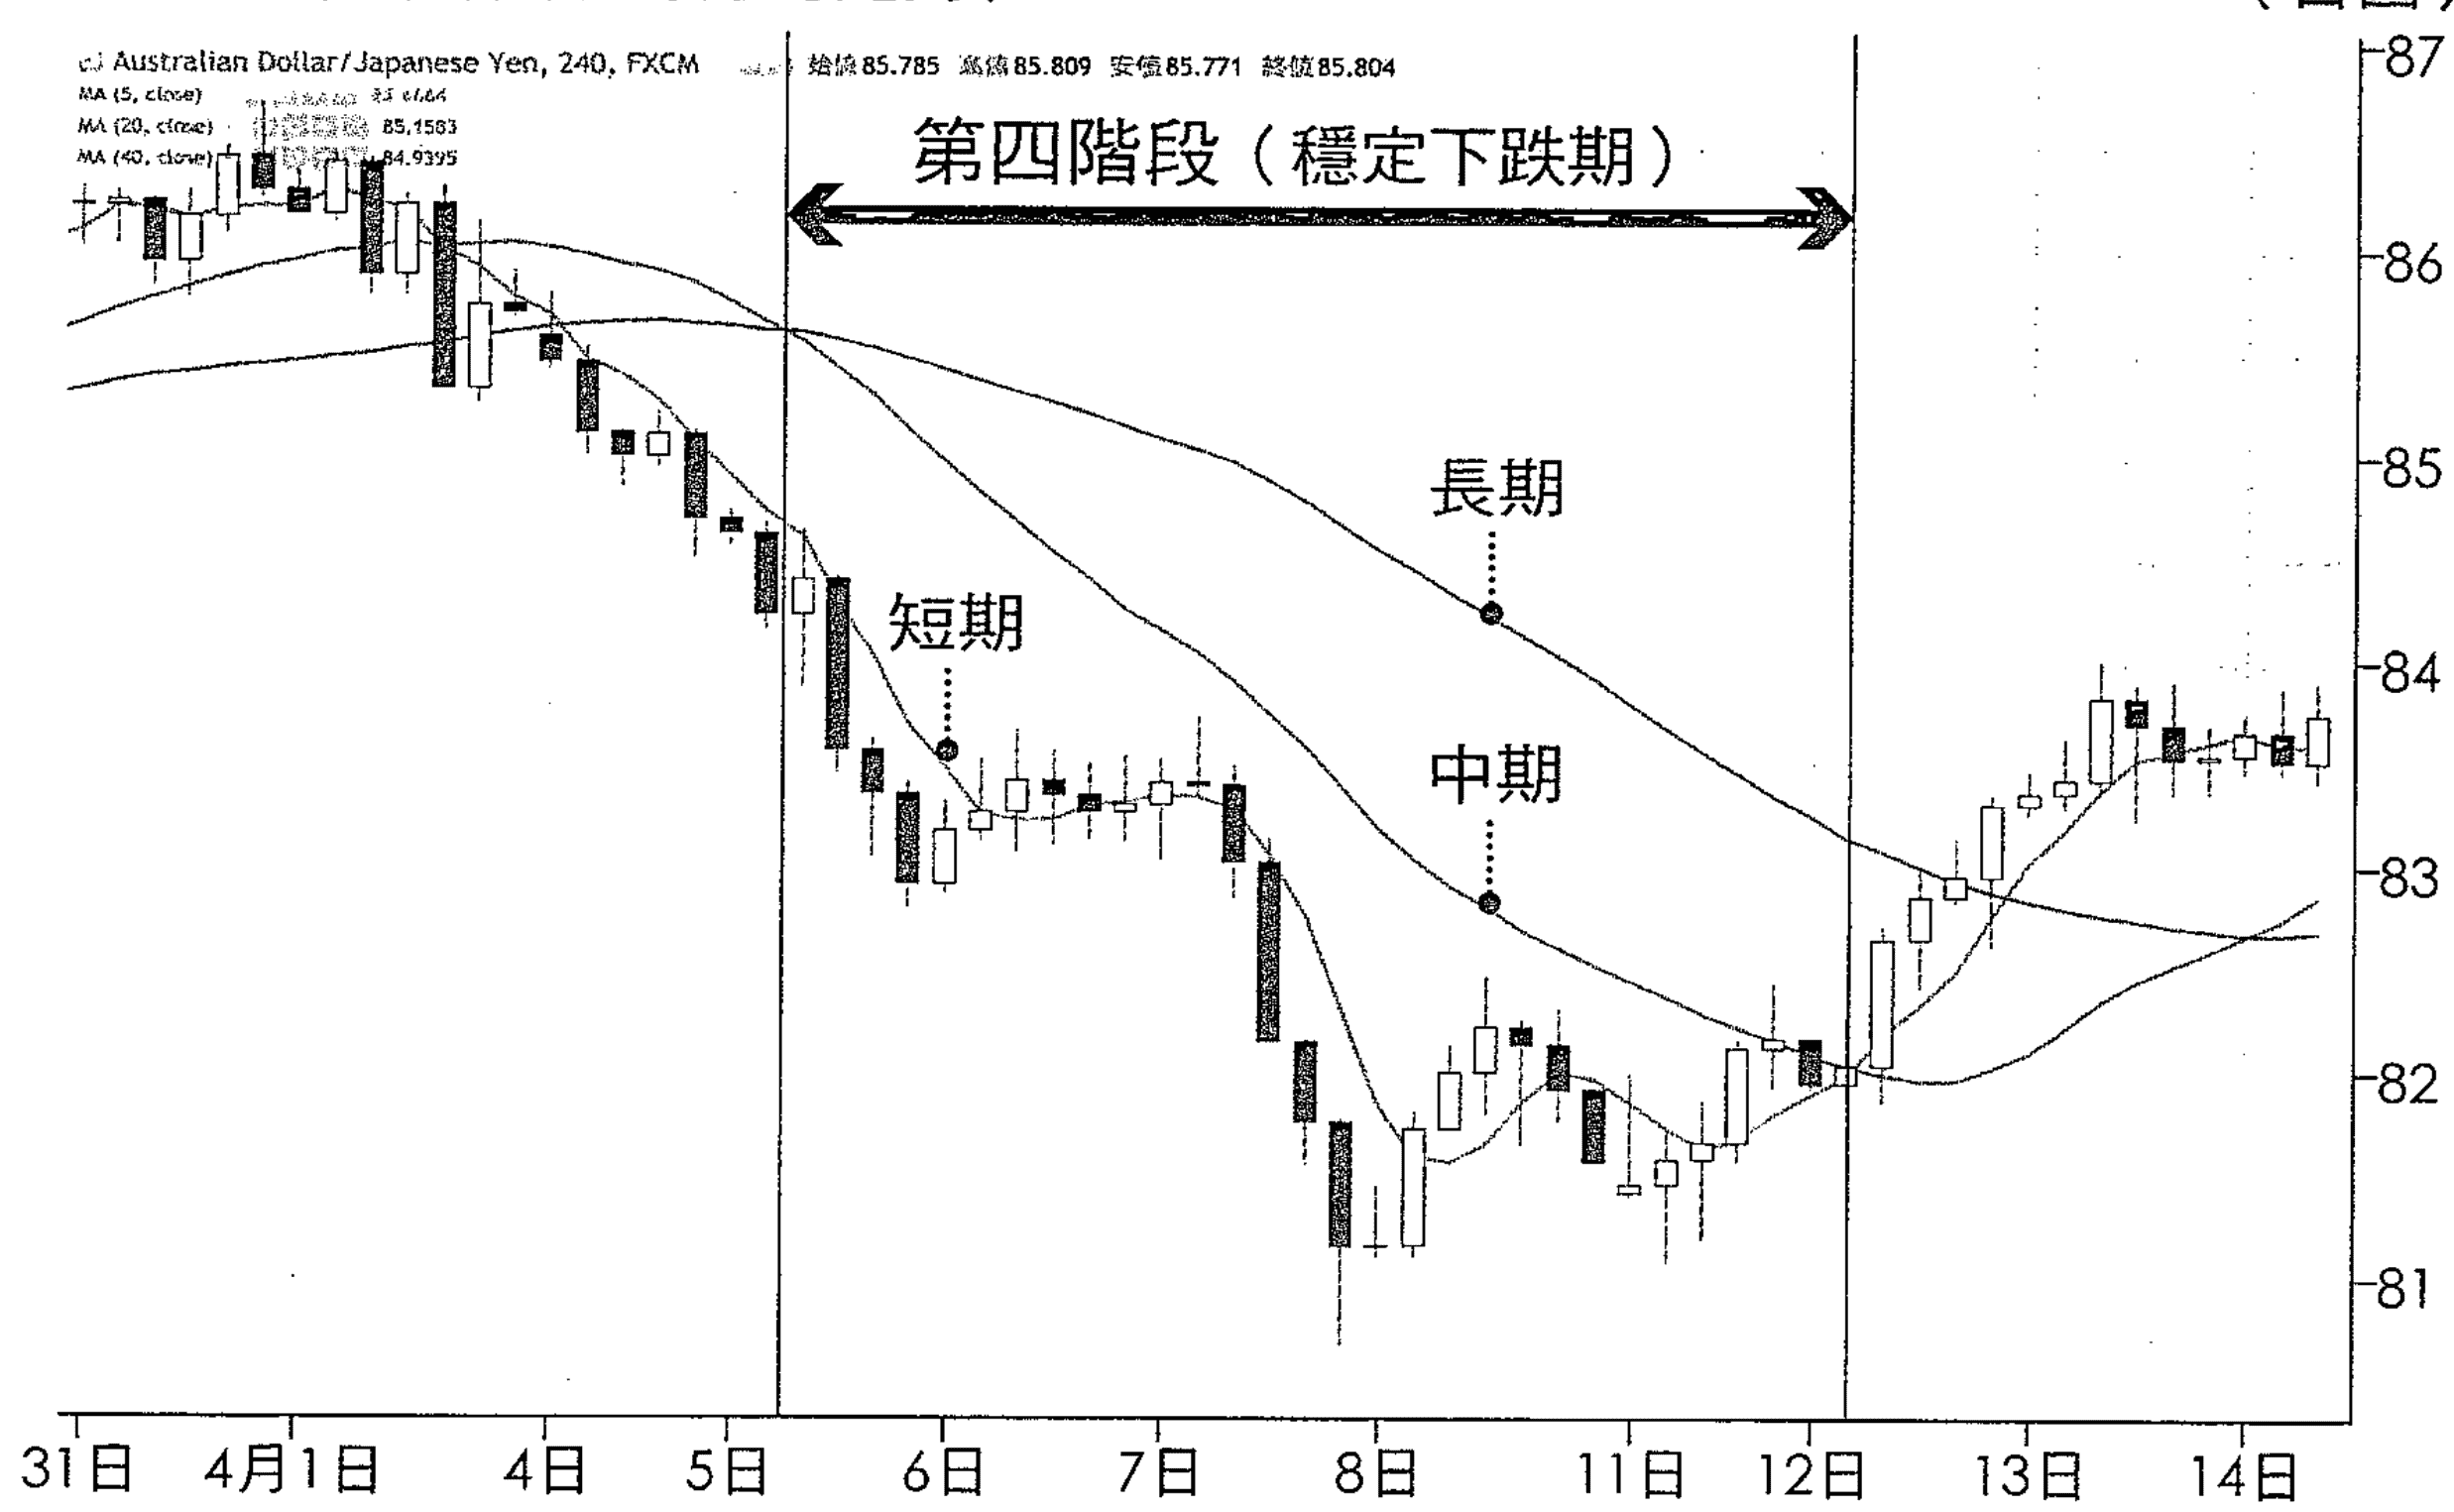 Australian Dollar/Japanese Yen, 240, FXCM 始値85.785 高値85.809 安値85.771 終値85.804
MA (5, close)
MA (20, close) 85.1583
MA (40, close) 84.9395
第四階段（穩定下跌期）
長期
短期
中期
87
86
85
84
83
82
81
31日 4月1日 4日 5日 6日 7日 8日 11日 12日 13日 14日